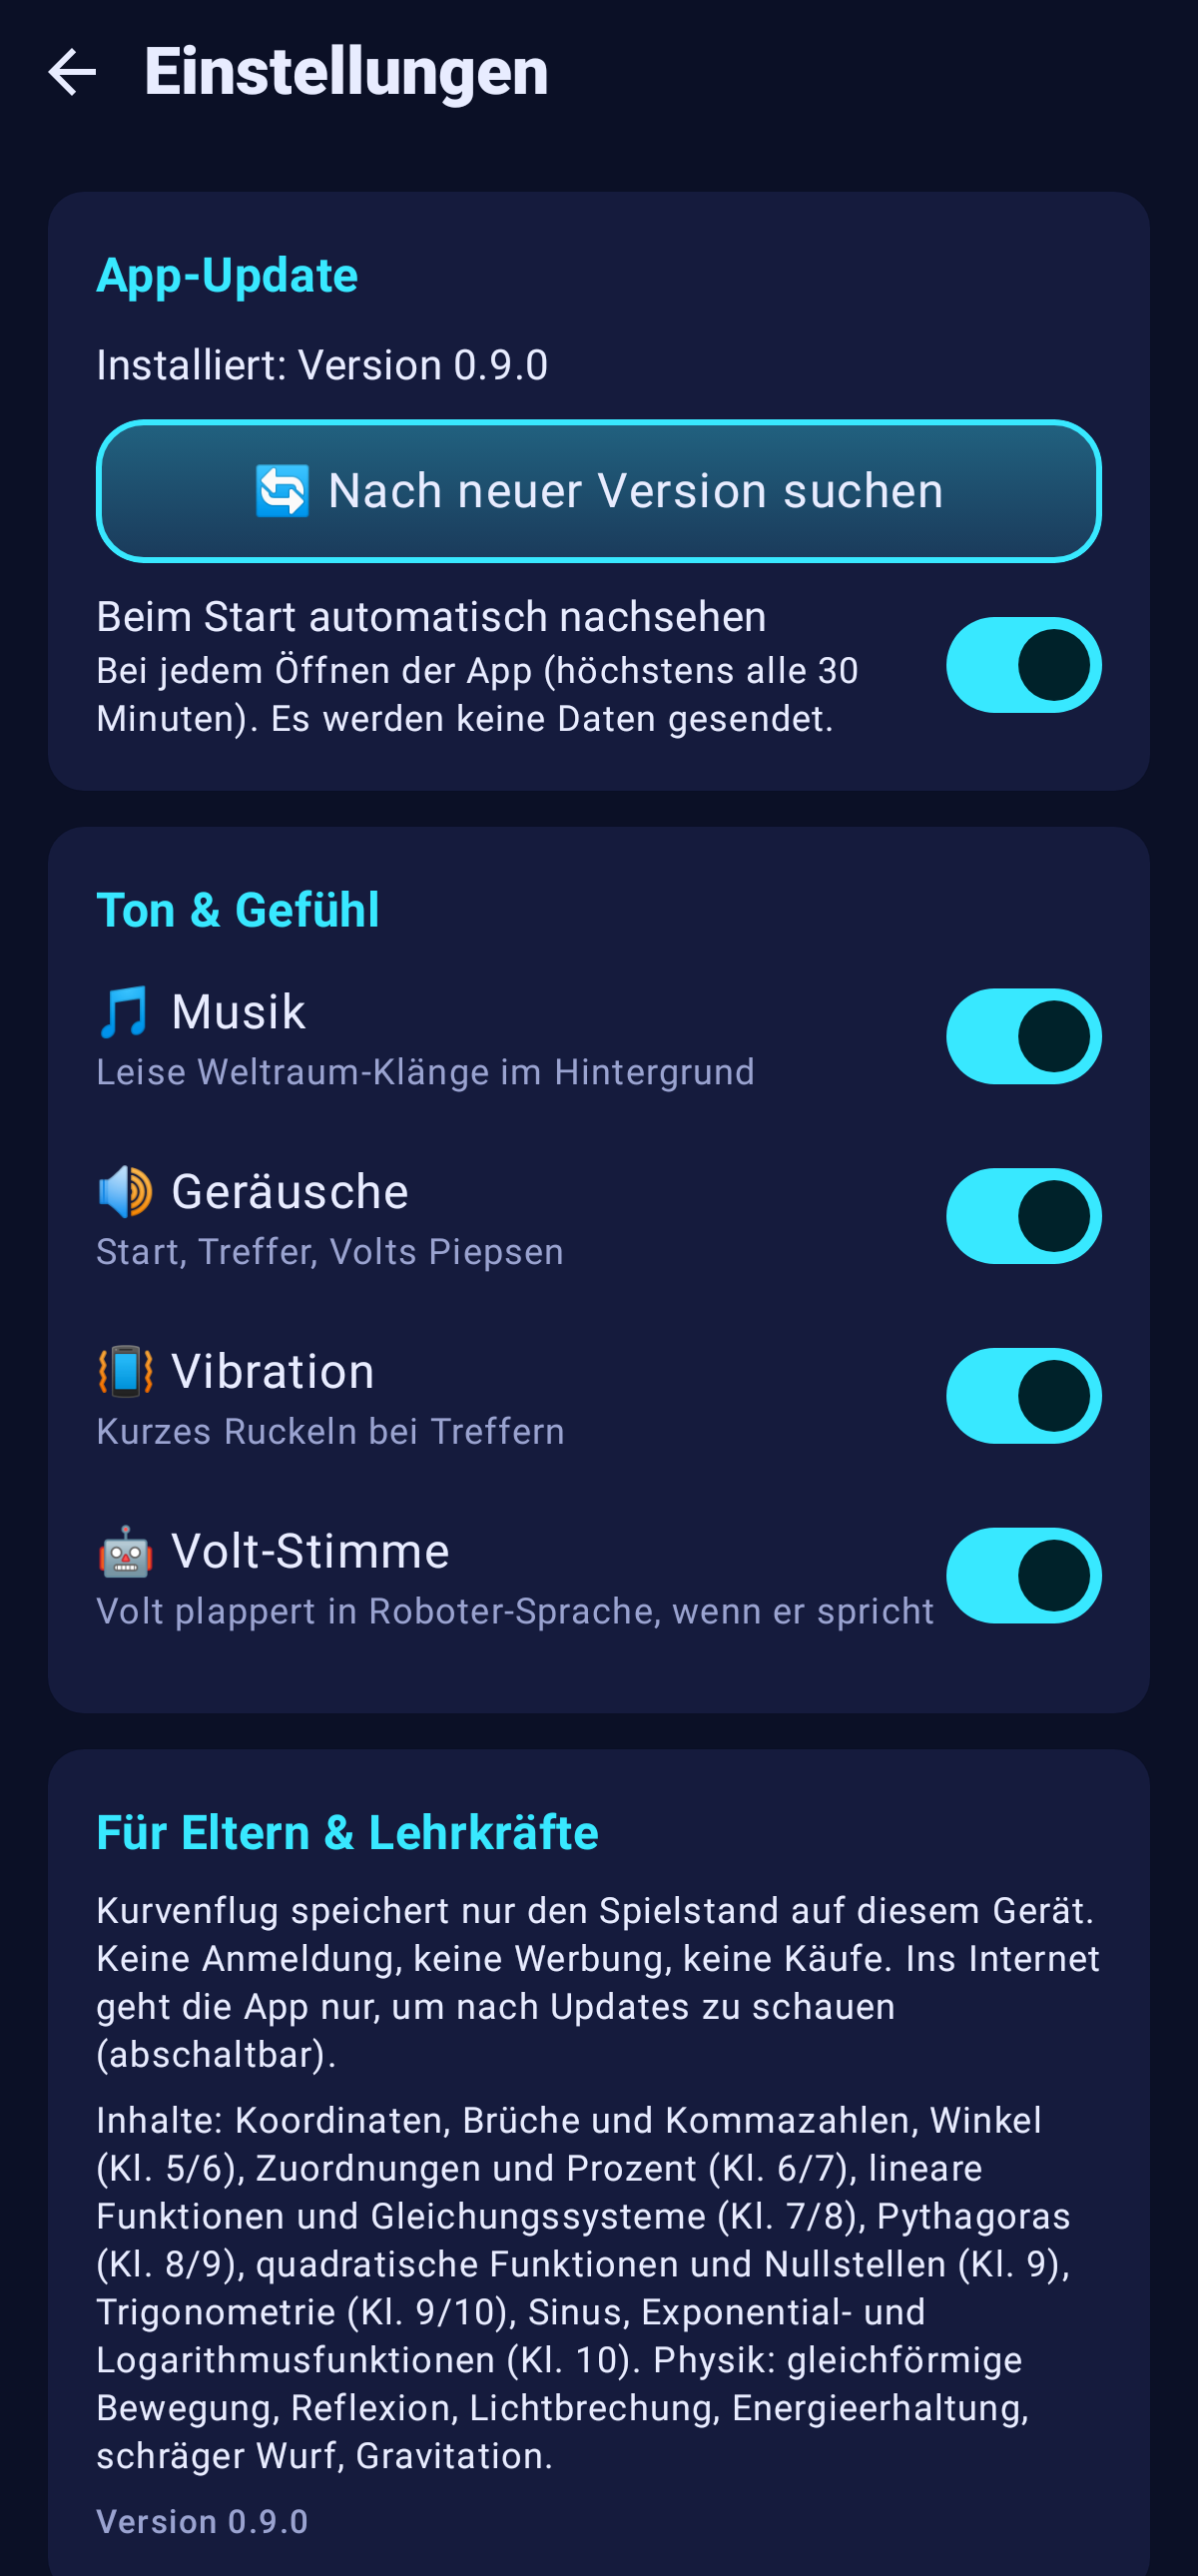 Einstellungen
App-Update
Installiert: Version 0.9.0
Nach neuer Version suchen
Beim Start automatisch nachsehen
Bei jedem Öffnen der App (höchstens alle 30
Minuten). Es werden keine Daten gesendet.
Ton & Gefühl
Musik
Leise Weltraum-Klänge im Hintergrund
Geräusche
Start, Treffer, Volts Piepsen
Vibration
Kurzes Ruckeln bei Treffern
Volt-Stimme
Volt plappert in Roboter-Sprache, wenn er spricht
Für Eltern & Lehrkräfte
Kurvenflug speichert nur den Spielstand auf diesem Gerät.
Keine Anmeldung, keine Werbung, keine Käufe. Ins Internet
geht die App nur, um nach Updates zu schauen
(abschaltbar).
Inhalte: Koordinaten, Brüche und Kommazahlen, Winkel
(Kl. 5/6), Zuordnungen und Prozent (Kl. 6/7), lineare
Funktionen und Gleichungssysteme (Kl. 7/8), Pythagoras
(Kl. 8/9), quadratische Funktionen und Nullstellen (Kl. 9),
Trigonometrie (Kl. 9/10), Sinus, Exponential- und
Logarithmusfunktionen (Kl. 10). Physik: gleichförmige
Bewegung, Reflexion, Lichtbrechung, Energieerhaltung,
schräger Wurf, Gravitation.
Version 0.9.0